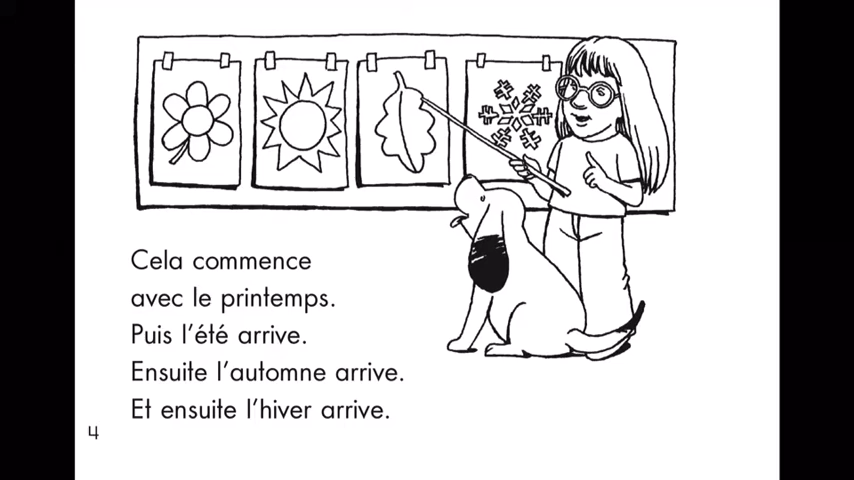 Cela commence
avec le printemps.
Puis l'été arrive.
Ensuite l'automne arrive.
Et ensuite l'hiver arrive.
4